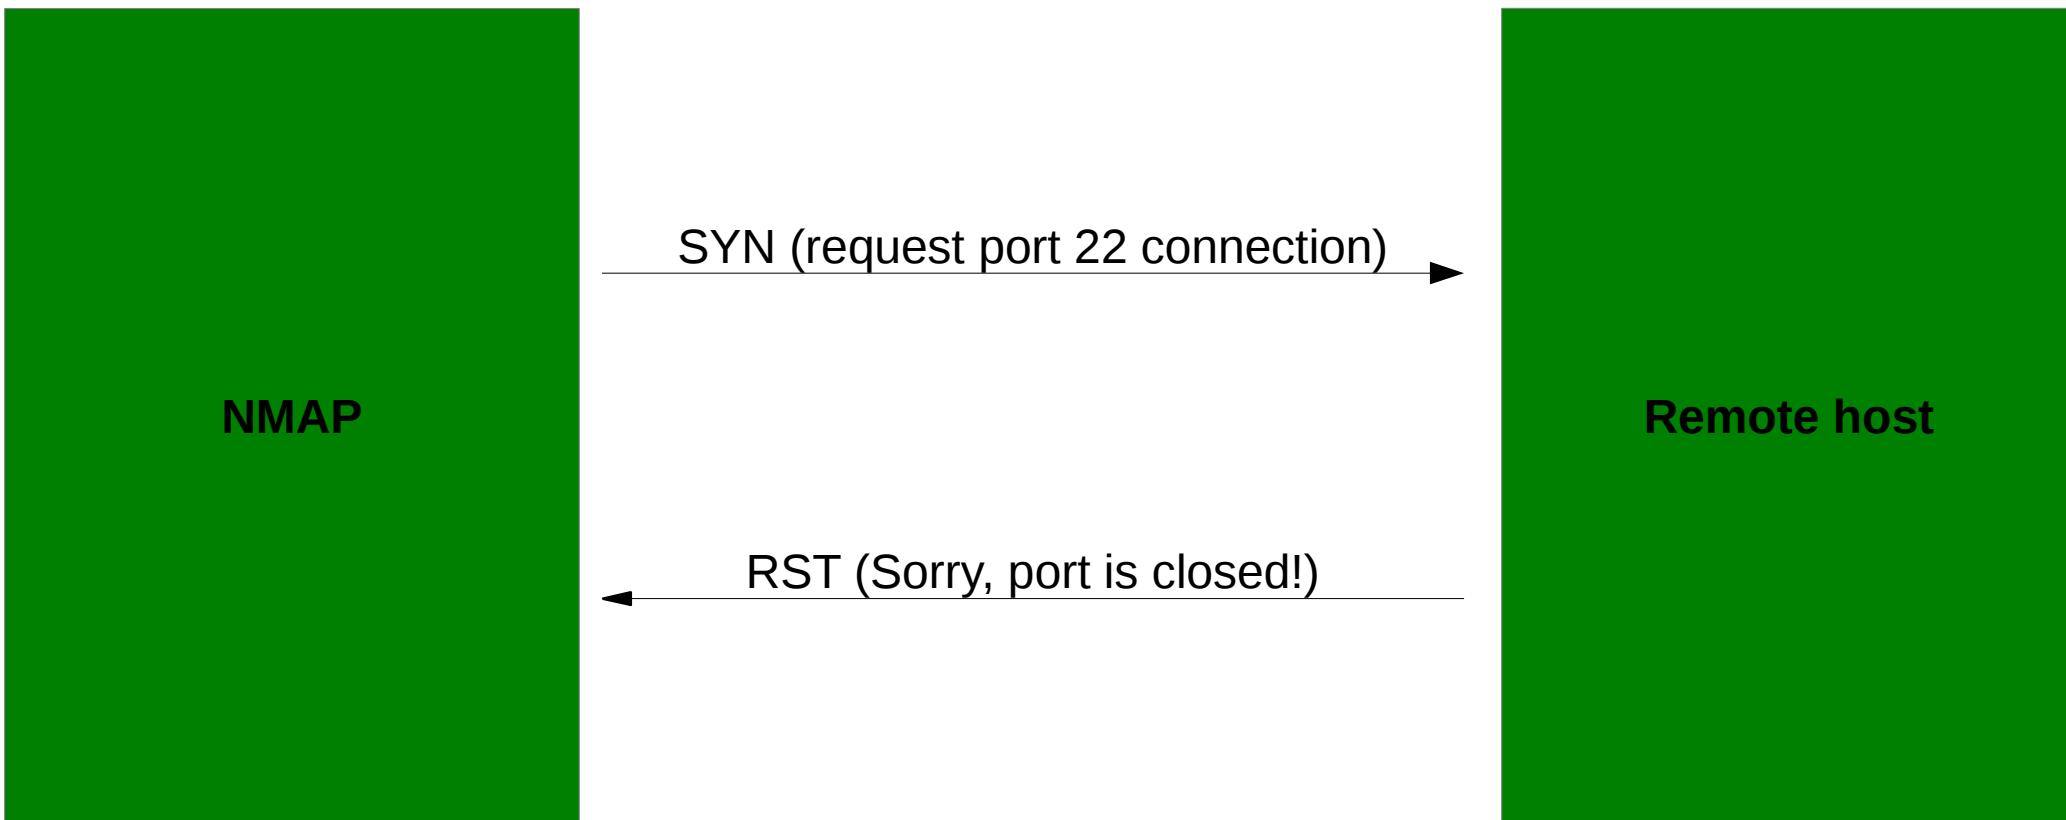 SYN (request port 22 connection)
NMAP
Remote host
RST (Sorry, port is closed!)